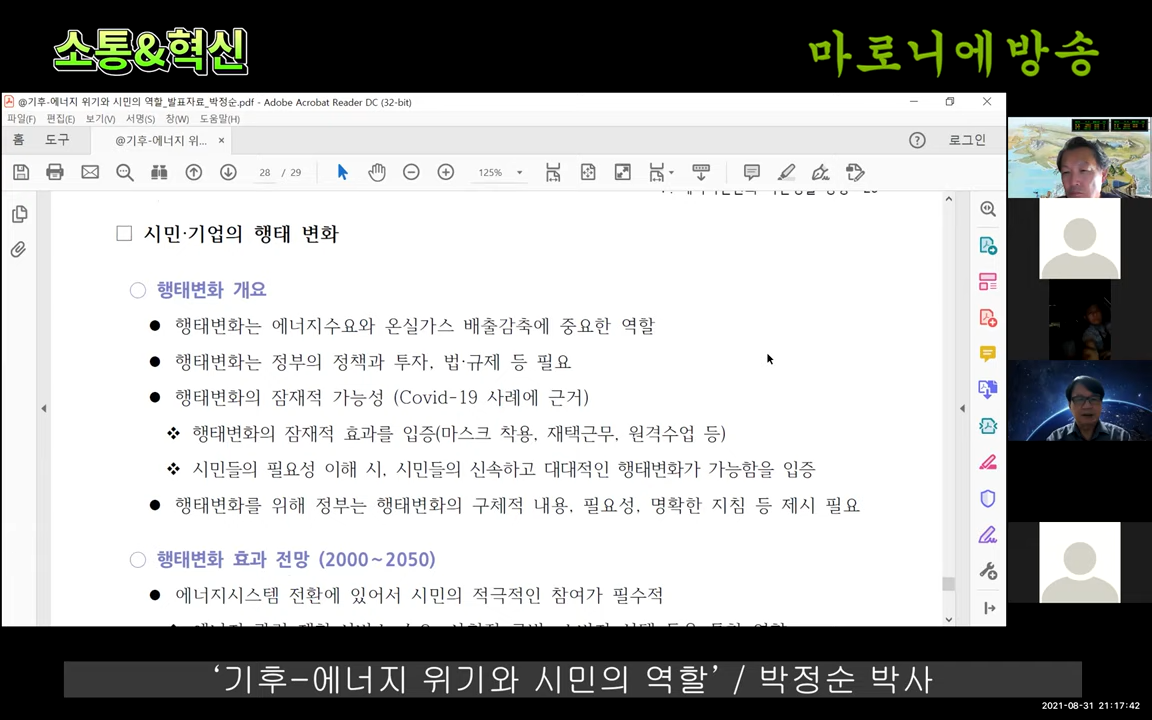 소통&혁신
마로니에방송
@기후-에너지 위기와 시민의 역할_발표자료_박정순.pdf - Adobe Acrobat Reader DC (32-bit)
파일(F) 편집(E) 보기(V) 서명(S) 창(W) 도움말(H)
홈 도구 @기후-에너지 위기... × 로그인
28 / 29 125%
□ 시민·기업의 행태 변화
○ 행태변화 개요
● 행태변화는 에너지수요와 온실가스 배출감축에 중요한 역할
● 행태변화는 정부의 정책과 투자, 법·규제 등 필요
● 행태변화의 잠재적 가능성 (Covid-19 사례에 근거)
❖ 행태변화의 잠재적 효과를 입증(마스크 착용, 재택근무, 원격수업 등)
❖ 시민들의 필요성 이해 시, 시민들의 신속하고 대대적인 행태변화가 가능함을 입증
● 행태변화를 위해 정부는 행태변화의 구체적 내용, 필요성, 명확한 지침 등 제시 필요
○ 행태변화 효과 전망 (2000~2050)
● 에너지시스템 전환에 있어서 시민의 적극적인 참여가 필수적
‘기후-에너지 위기와 시민의 역할’ / 박정순 박사
2021-08-31 21:17:42